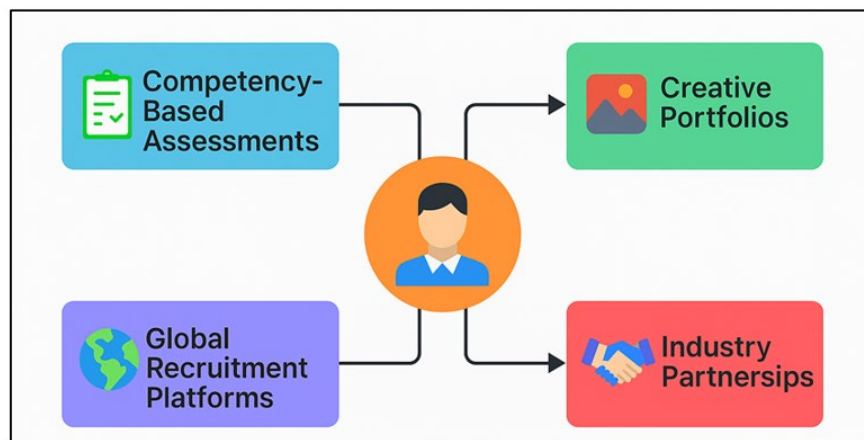 Competency-
Based
Assessments
Creative
Portfolios
Global
Recruitment
Platforms
Industry
Partnersips